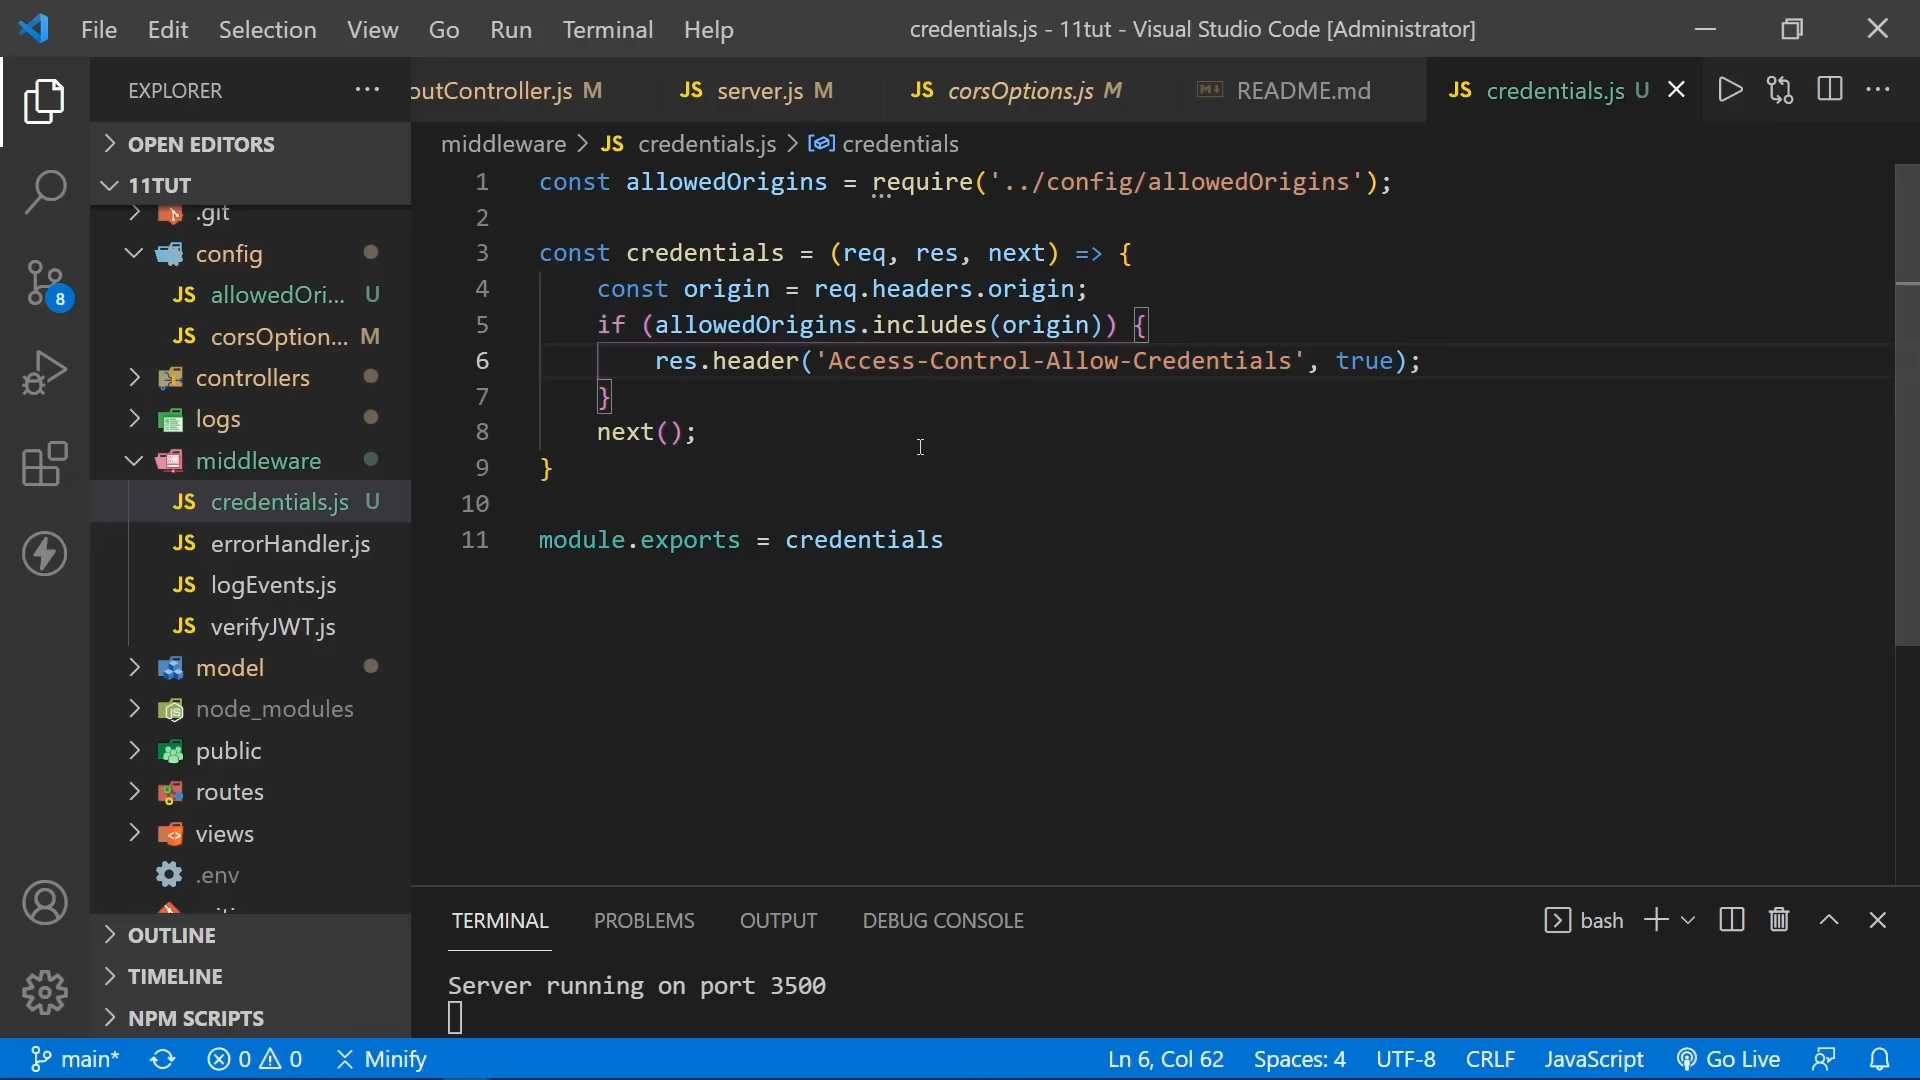 File Edit Selection View Go Run Terminal Help
credentials.js - 11tut - Visual Studio Code [Administrator]
EXPLORER
outController.js M
JS server.js M
JS corsOptions.js M
README.md
JS credentials.js U
OPEN EDITORS
11TUT
.git
config
JS allowedOri... U
JS corsOption... M
controllers
logs
middleware
JS credentials.js U
JS errorHandler.js
JS logEvents.js
JS verifyJWT.js
model
node_modules
public
routes
views
.env
OUTLINE
TIMELINE
NPM SCRIPTS
8
middleware > JS credentials.js > credentials
1 const allowedOrigins = require('../config/allowedOrigins');
2
3 const credentials = (req, res, next) => {
4 const origin = req.headers.origin;
5 if (allowedOrigins.includes(origin)) {
6 res.header('Access-Control-Allow-Credentials', true);
7 }
8 next();
9 }
10
11 module.exports = credentials
TERMINAL PROBLEMS OUTPUT DEBUG CONSOLE
bash
Server running on port 3500
main* 0 0 Minify
Ln 6, Col 62 Spaces: 4 UTF-8 CRLF JavaScript Go Live